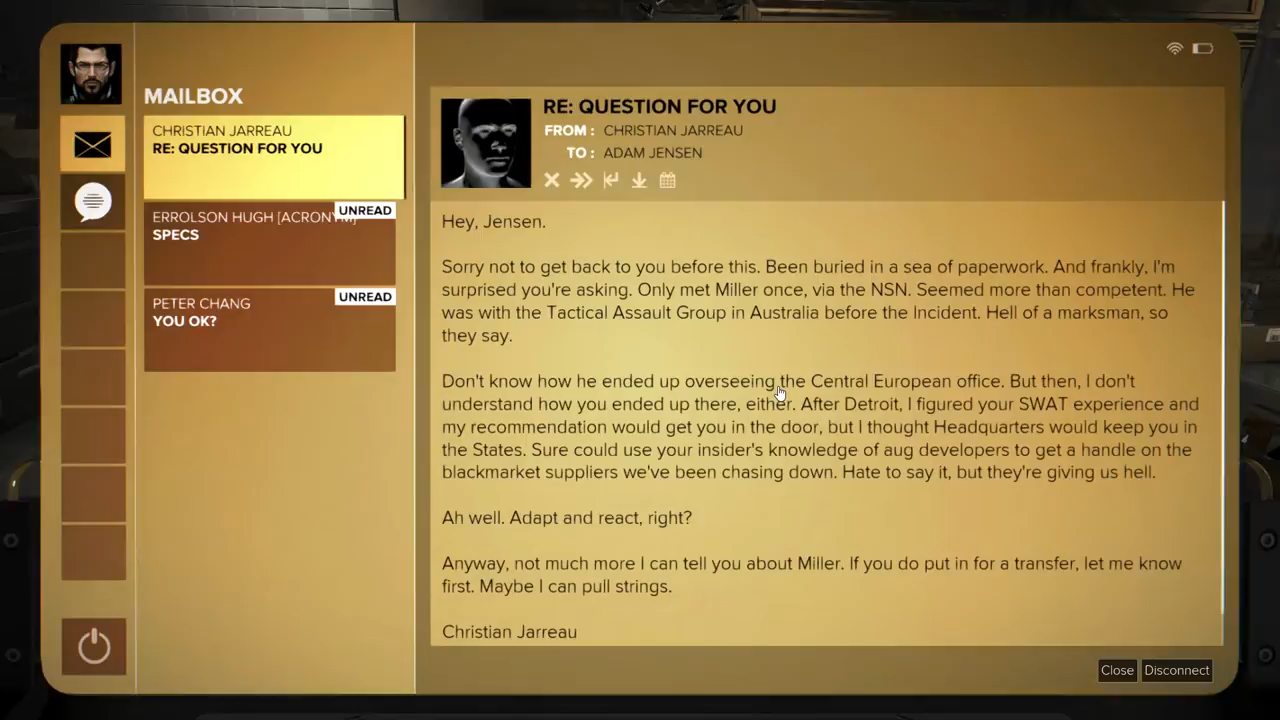 MAILBOX
CHRISTIAN JARREAU
RE: QUESTION FOR YOU
UNREAD
ERROLSON HUGH [ACRONYM]
SPECS
UNREAD
PETER CHANG
YOU OK?
RE: QUESTION FOR YOU
FROM : CHRISTIAN JARREAU
TO : ADAM JENSEN
Hey, Jensen.
Sorry not to get back to you before this. Been buried in a sea of paperwork. And frankly, I'm
surprised you're asking. Only met Miller once, via the NSN. Seemed more than competent. He
was with the Tactical Assault Group in Australia before the Incident. Hell of a marksman, so
they say.
Don't know how he ended up overseeing the Central European office. But then, I don't
understand how you ended up there, either. After Detroit, I figured your SWAT experience and
my recommendation would get you in the door, but I thought Headquarters would keep you in
the States. Sure could use your insider's knowledge of aug developers to get a handle on the
blackmarket suppliers we've been chasing down. Hate to say it, but they're giving us hell.
Ah well. Adapt and react, right?
Anyway, not much more I can tell you about Miller. If you do put in for a transfer, let me know
first. Maybe I can pull strings.
Christian Jarreau
Close Disconnect